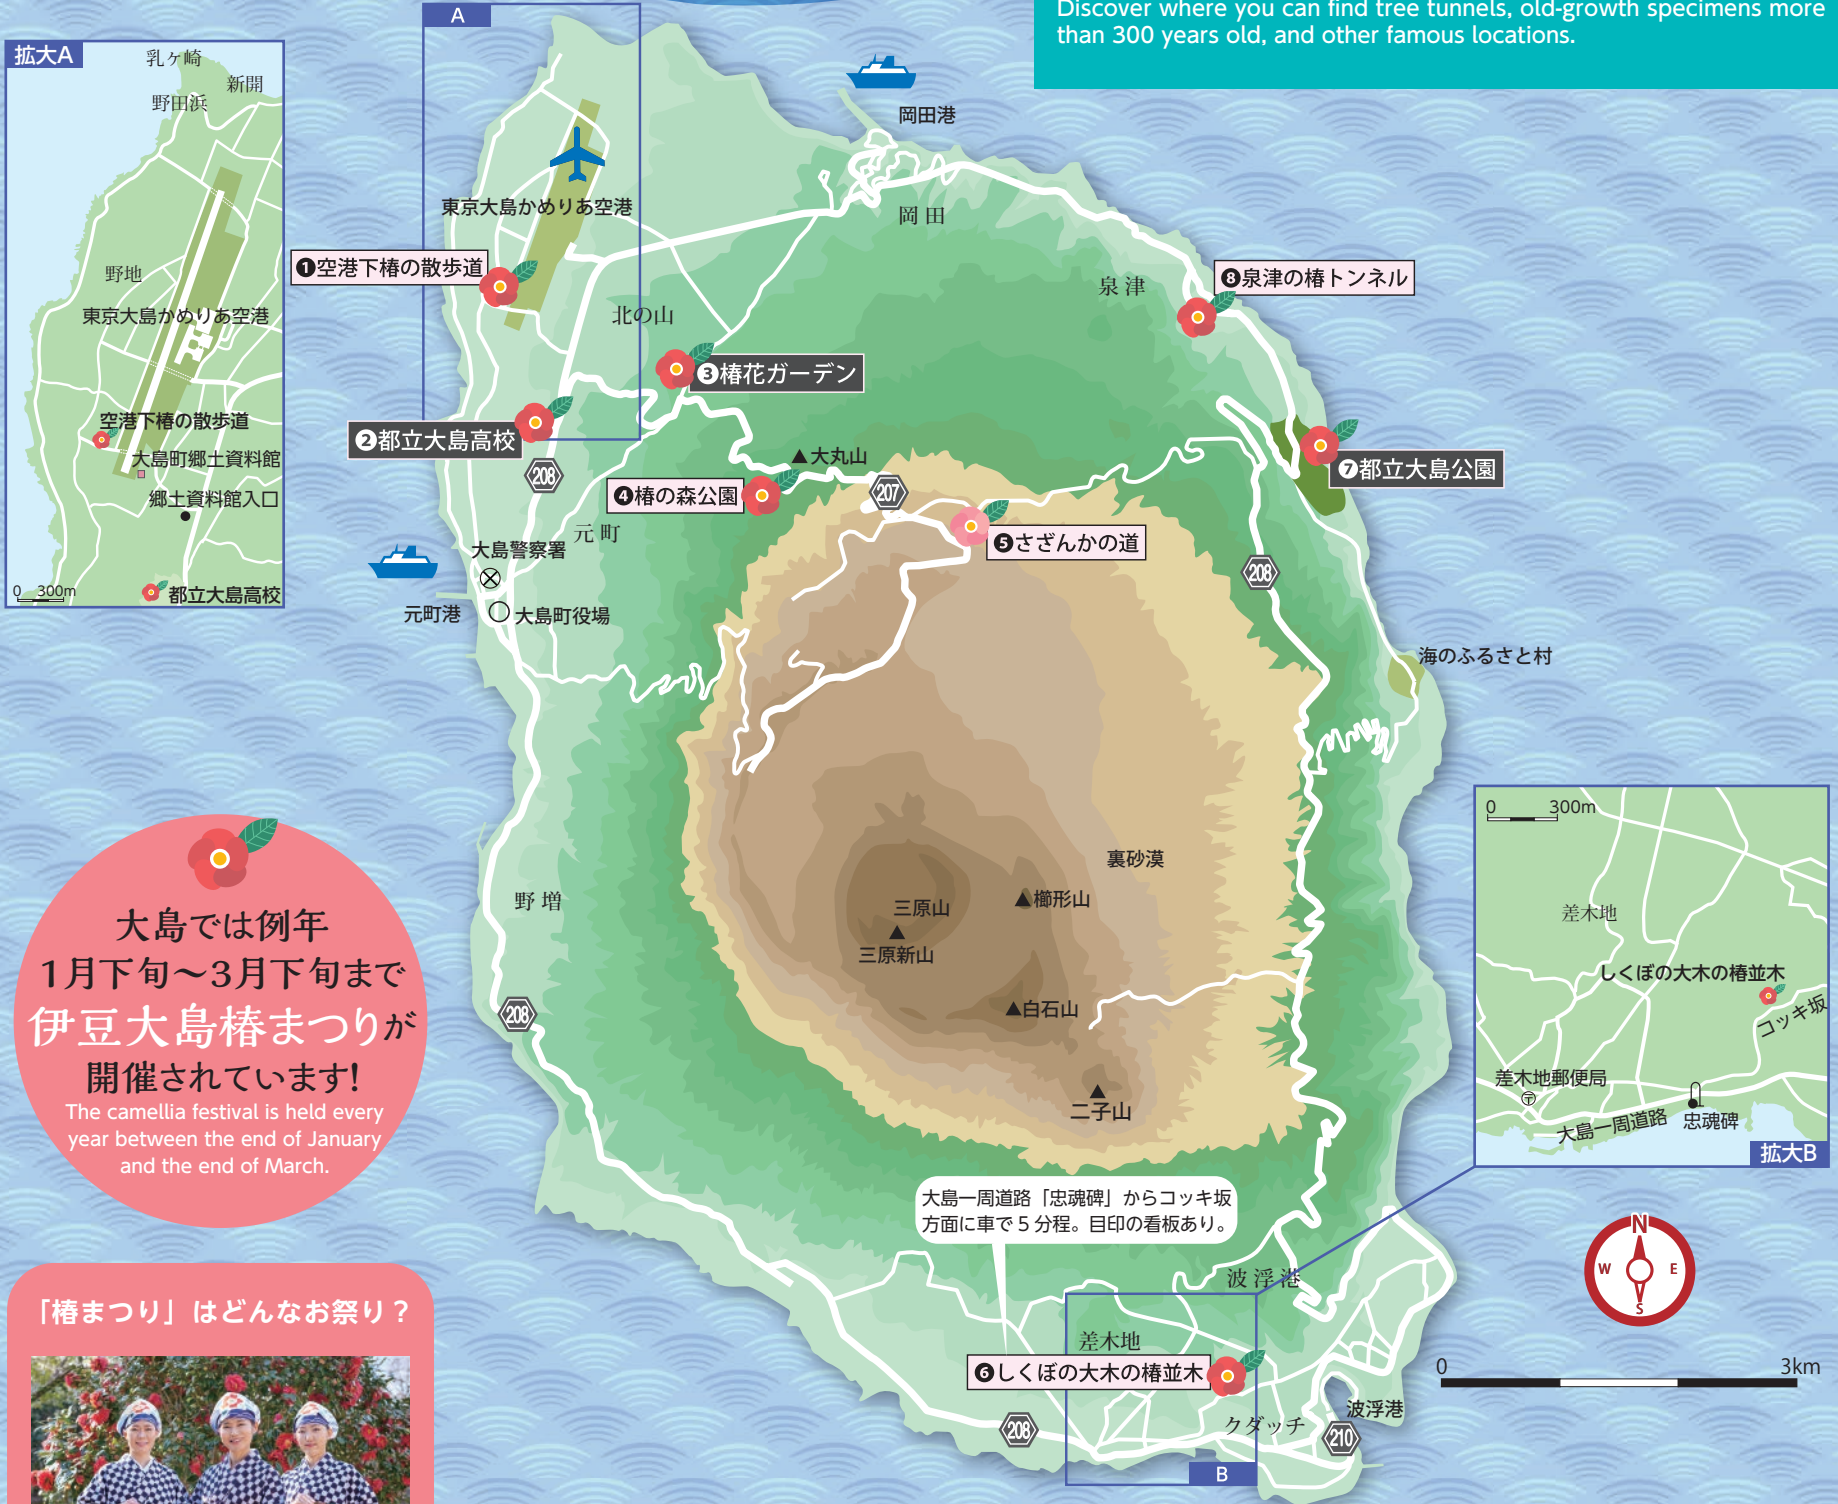 Discover where you can find tree tunnels, old-growth specimens more
than 300 years old, and other famous locations.
A
拡大A
乳ヶ崎
新開
野田浜
野地
東京大島かめりあ空港
空港下椿の散歩道
大島町郷土資料館
郷土資料館入口
0 300m
都立大島高校
岡田港
東京大島かめりあ空港
岡田
❶空港下椿の散歩道
泉津
❽泉津の椿トンネル
北の山
❸椿花ガーデン
❷都立大島高校
大丸山
❼都立大島公園
208
❹椿の森公園
207
❺さざんかの道
元町
大島警察署
208
元町港
大島町役場
海のふるさと村
裏砂漠
櫛形山
三原山
三原新山
野増
白石山
208
二子山
大島では例年
1月下旬～3月下旬まで
伊豆大島椿まつりが
開催されています!
The camellia festival is held every
year between the end of January
and the end of March.
0 300m
差木地
しくぼの大木の椿並木
コッキ坂
差木地郵便局
大島一周道路
忠魂碑
拡大B
大島一周道路「忠魂碑」からコッキ坂
方面に車で5分程。目印の看板あり。
波浮港
N
W E
S
差木地
❻しくぼの大木の椿並木
0 3km
波浮港
クダッチ
208
210
B
「椿まつり」はどんなお祭り？